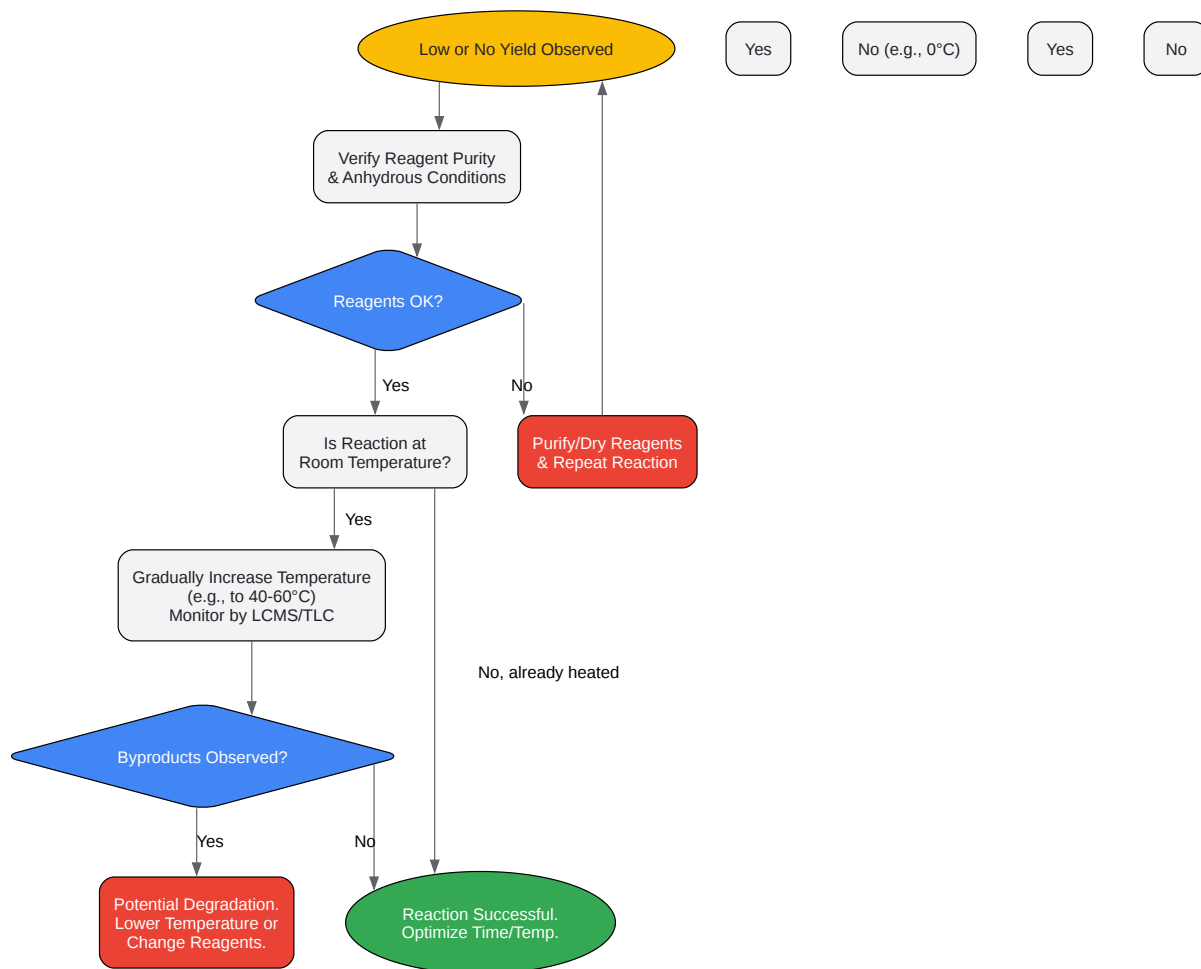 Low or No Yield Observed
Yes
No (e.g., 0°C)
Yes
No
Verify Reagent Purity
& Anhydrous Conditions
Reagents OK?
Yes
No
Is Reaction at
Room Temperature?
Purify/Dry Reagents
& Repeat Reaction
Yes
Gradually Increase Temperature
(e.g., to 40-60°C)
Monitor by LCMS/TLC
No, already heated
Byproducts Observed?
Yes
No
Potential Degradation.
Lower Temperature or
Change Reagents.
Reaction Successful.
Optimize Time/Temp.